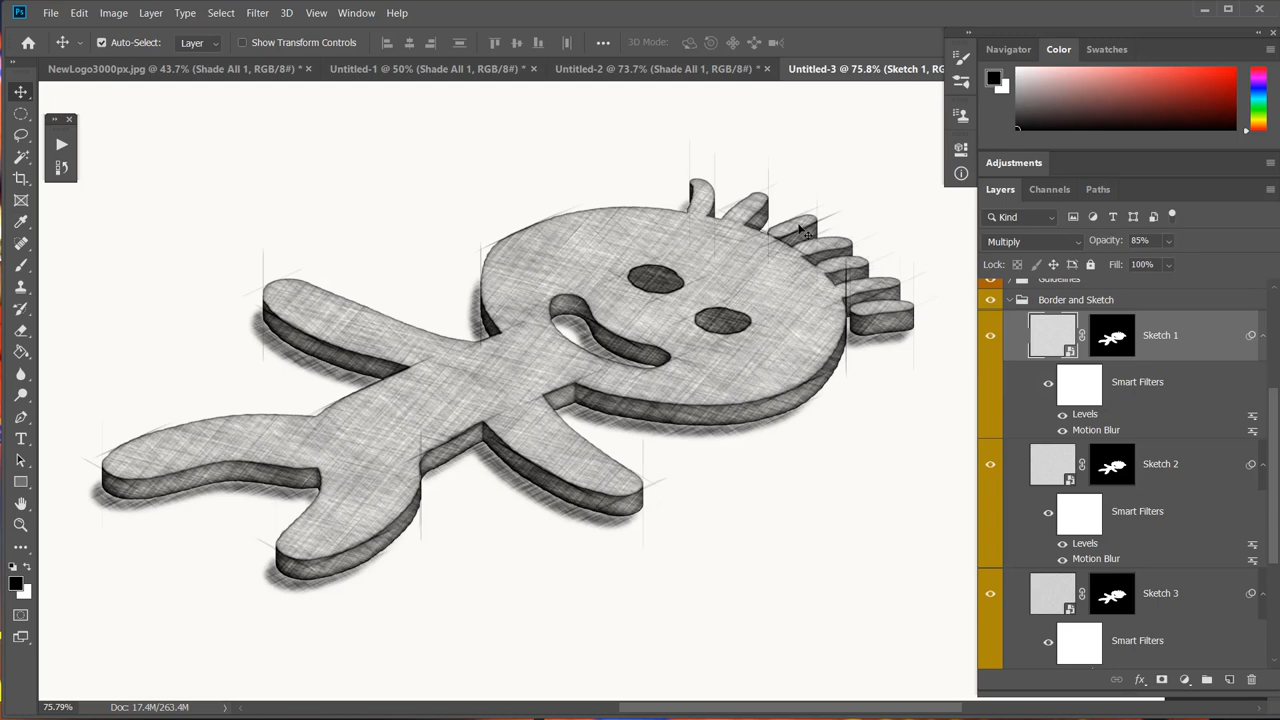 Ps File Edit Image Layer Type Select Filter 3D View Window Help
Auto-Select: Layer Show Transform Controls 3D Mode:
NewLogo3000px.jpg @ 43.7% (Shade All 1, RGB/8#) * Untitled-1 @ 50% (Shade All 1, RGB/8#) * Untitled-2 @ 73.7% (Shade All 1, RGB/8#) * Untitled-3 @ 75.8% (Sketch 1, RG
Navigator Color Swatches
Adjustments
Layers Channels Paths
Kind
Multiply Opacity: 85%
Lock: Fill: 100%
Guidelines
Border and Sketch
Sketch 1
Smart Filters
Levels
Motion Blur
Sketch 2
Smart Filters
Levels
Motion Blur
Sketch 3
Smart Filters
75.79% Doc: 17.4M/263.4M